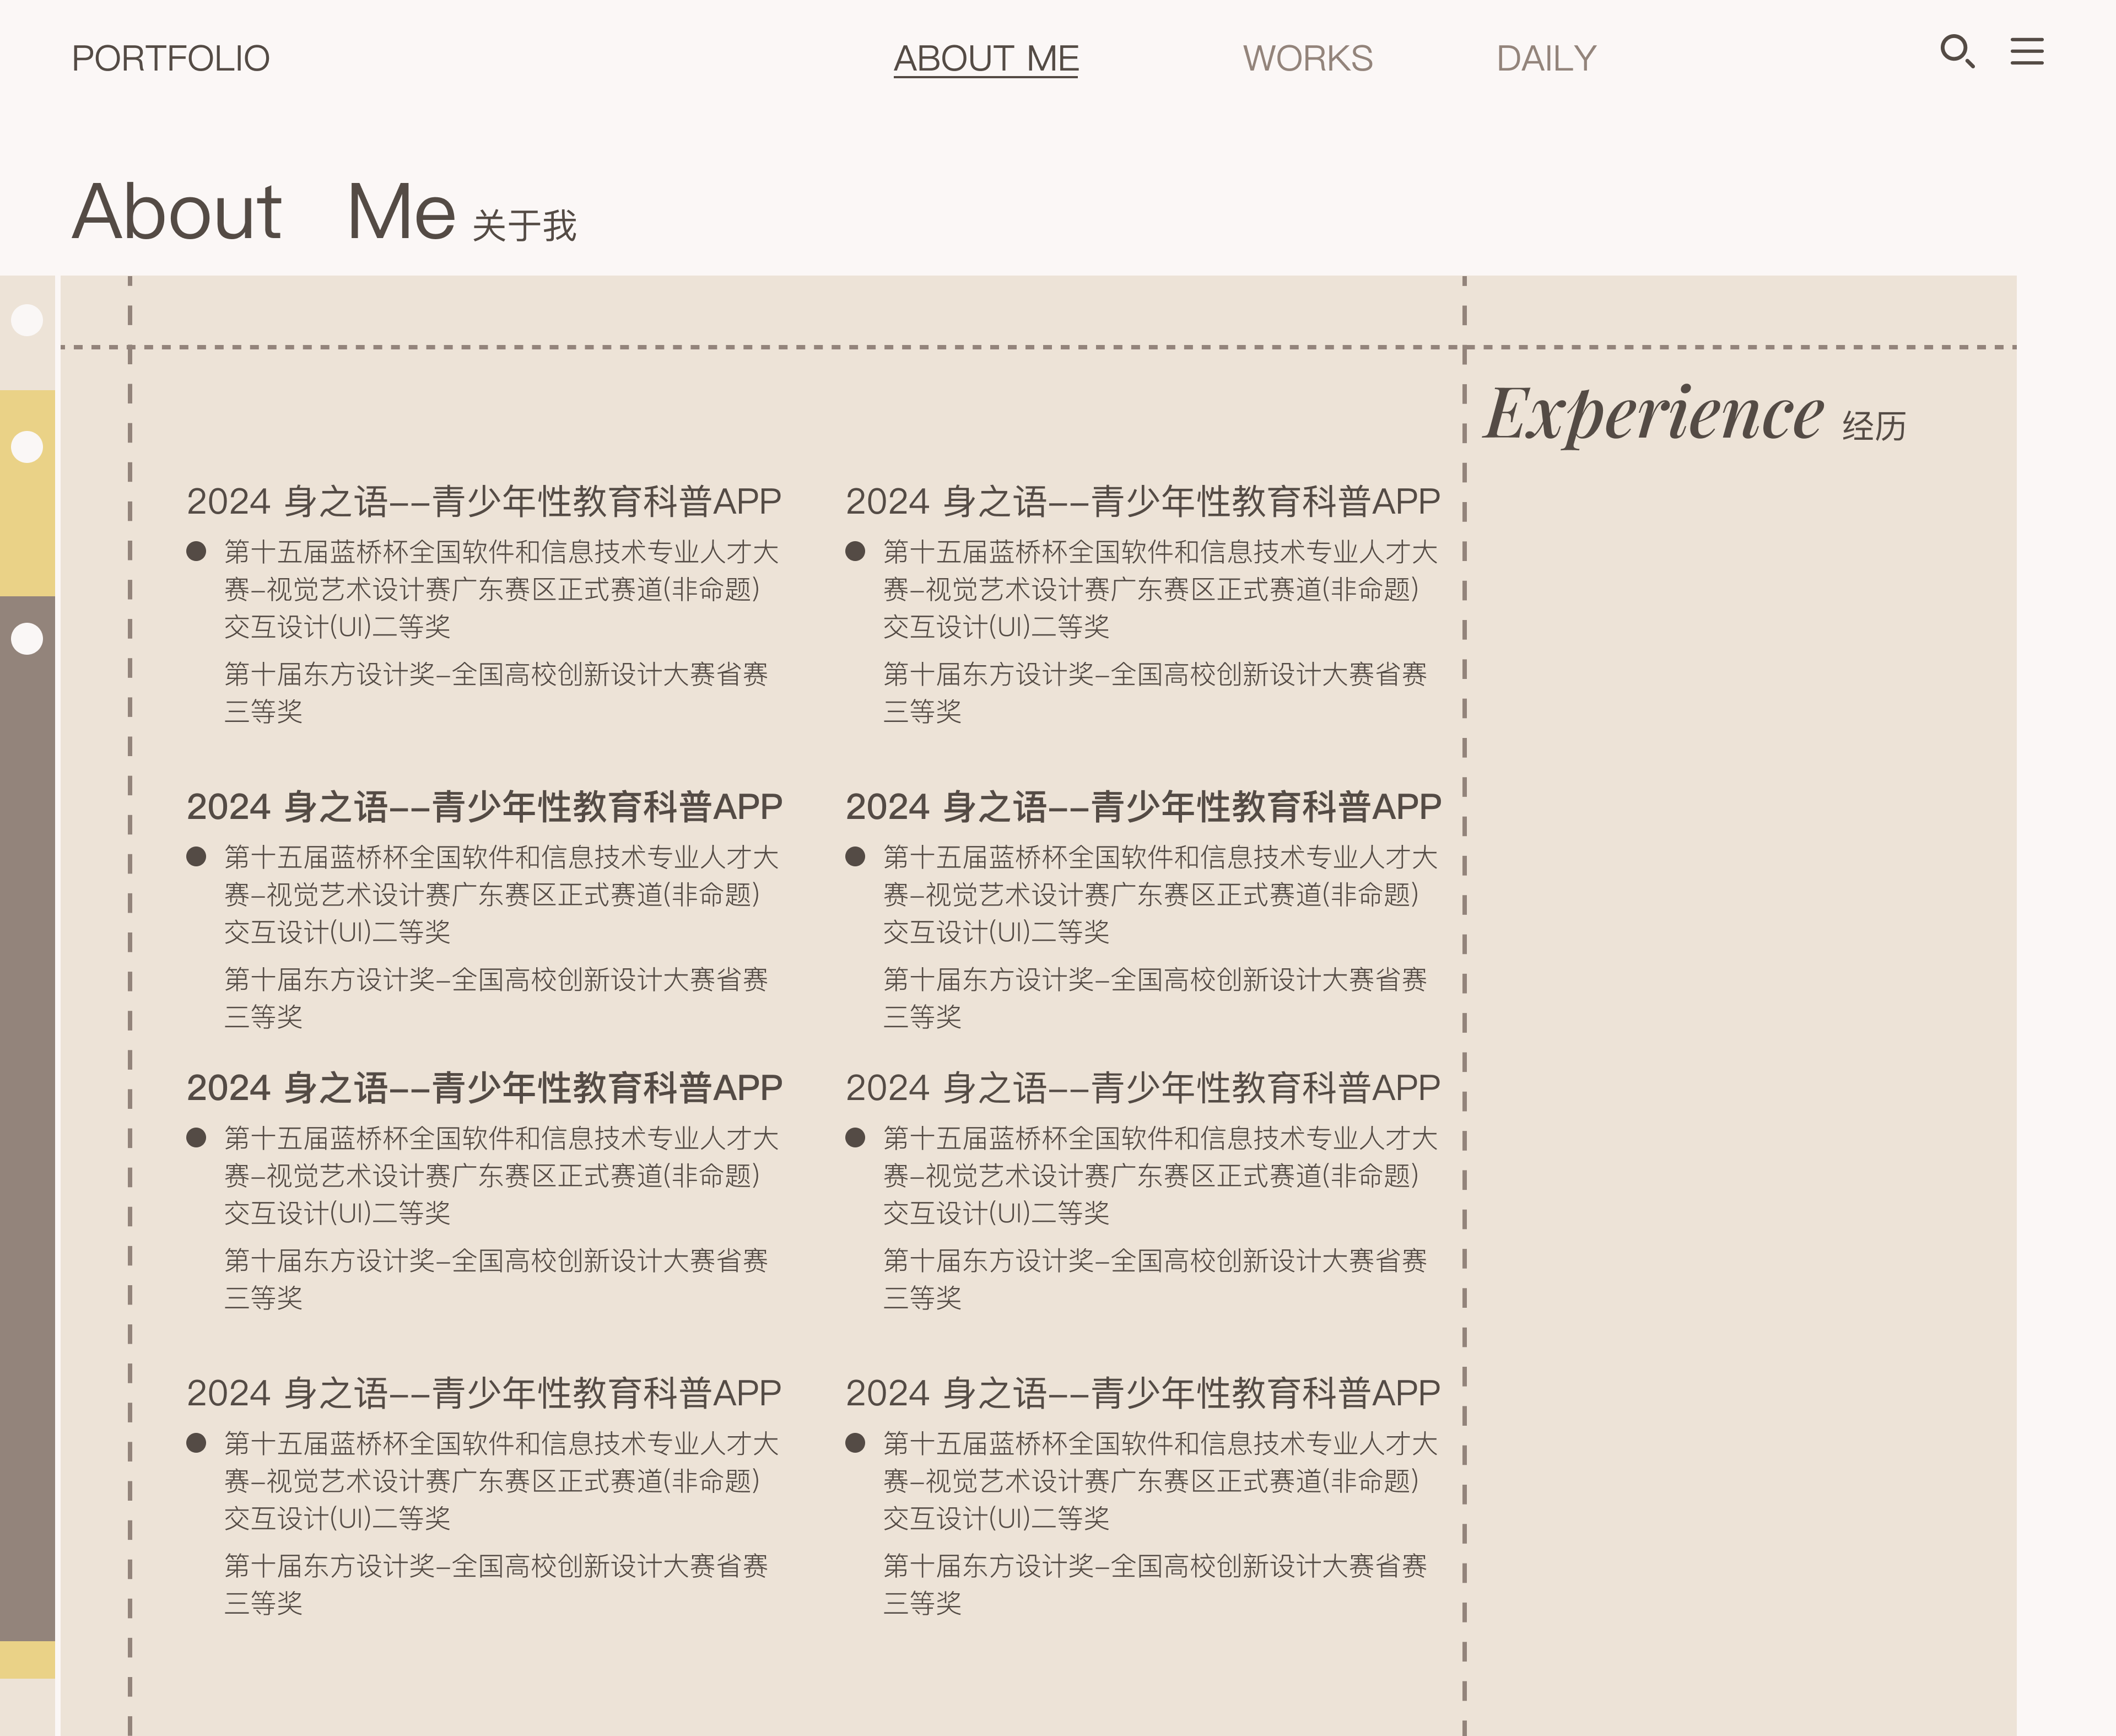 PORTFOLIO
ABOUT ME
WORKS
DAILY
About Me 关于我
Experience 经历
2024 身之语--青少年性教育科普APP
第十五届蓝桥杯全国软件和信息技术专业人才大
赛-视觉艺术设计赛广东赛区正式赛道(非命题)
交互设计(UI)二等奖
第十届东方设计奖-全国高校创新设计大赛省赛
三等奖
2024 身之语--青少年性教育科普APP
第十五届蓝桥杯全国软件和信息技术专业人才大
赛-视觉艺术设计赛广东赛区正式赛道(非命题)
交互设计(UI)二等奖
第十届东方设计奖-全国高校创新设计大赛省赛
三等奖
2024 身之语--青少年性教育科普APP
第十五届蓝桥杯全国软件和信息技术专业人才大
赛-视觉艺术设计赛广东赛区正式赛道(非命题)
交互设计(UI)二等奖
第十届东方设计奖-全国高校创新设计大赛省赛
三等奖
2024 身之语--青少年性教育科普APP
第十五届蓝桥杯全国软件和信息技术专业人才大
赛-视觉艺术设计赛广东赛区正式赛道(非命题)
交互设计(UI)二等奖
第十届东方设计奖-全国高校创新设计大赛省赛
三等奖
2024 身之语--青少年性教育科普APP
第十五届蓝桥杯全国软件和信息技术专业人才大
赛-视觉艺术设计赛广东赛区正式赛道(非命题)
交互设计(UI)二等奖
第十届东方设计奖-全国高校创新设计大赛省赛
三等奖
2024 身之语--青少年性教育科普APP
第十五届蓝桥杯全国软件和信息技术专业人才大
赛-视觉艺术设计赛广东赛区正式赛道(非命题)
交互设计(UI)二等奖
第十届东方设计奖-全国高校创新设计大赛省赛
三等奖
2024 身之语--青少年性教育科普APP
第十五届蓝桥杯全国软件和信息技术专业人才大
赛-视觉艺术设计赛广东赛区正式赛道(非命题)
交互设计(UI)二等奖
第十届东方设计奖-全国高校创新设计大赛省赛
三等奖
2024 身之语--青少年性教育科普APP
第十五届蓝桥杯全国软件和信息技术专业人才大
赛-视觉艺术设计赛广东赛区正式赛道(非命题)
交互设计(UI)二等奖
第十届东方设计奖-全国高校创新设计大赛省赛
三等奖